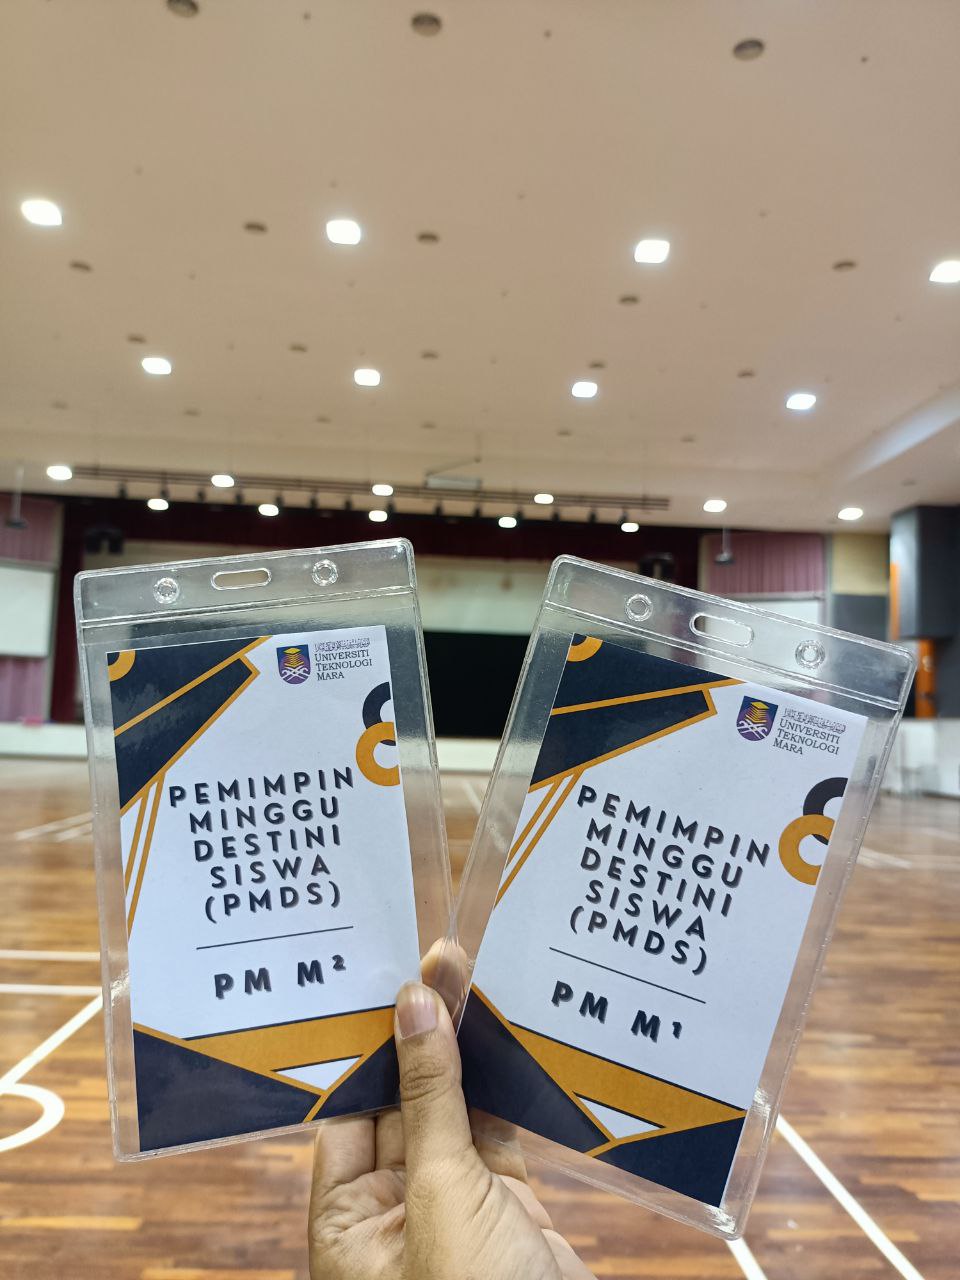 UNIVERSITI
TEKNOLOGI
MARA
PEMIMPIN
MINGGU
DESTINI
SISWA
(PMDS)
PM M²
UNIVERSITI
TEKNOLOGI
MARA
PEMIMPIN
MINGGU
DESTINI
SISWA
(PMDS)
PM M¹